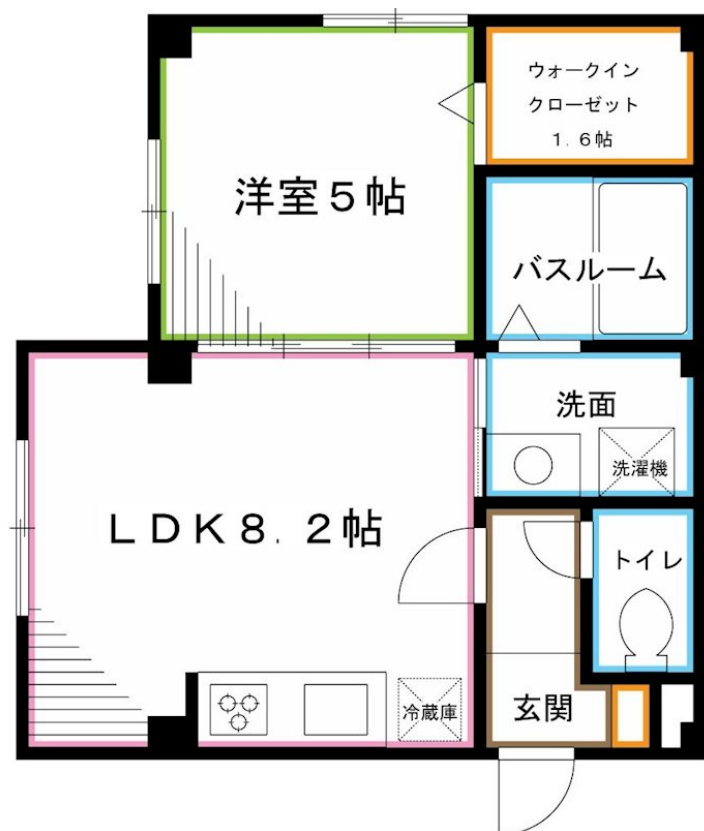 ウォークイン
クローゼット
1.6帖
洋室5帖
バスルーム
洗面
洗濯機
LDK8.2帖
トイレ
冷蔵庫
玄関